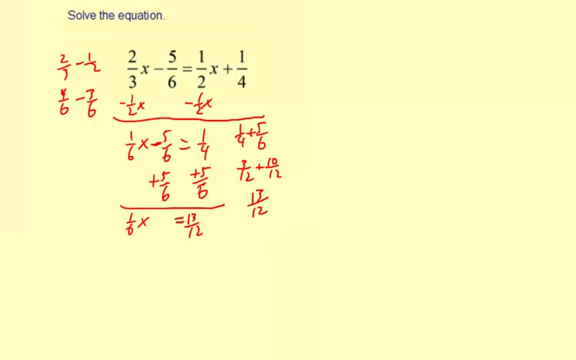 Solve the equation.
2/3 - 1/2
2/3 x - 5/6 = 1/2 x + 1/4
4/6 - 3/6
-1/2 x -1/2 x
1/6 x - 5/6 = 1/4
1/4 + 5/6
+5/6 +5/6
3/12 + 10/12
1/6 x = 13/12
13/12